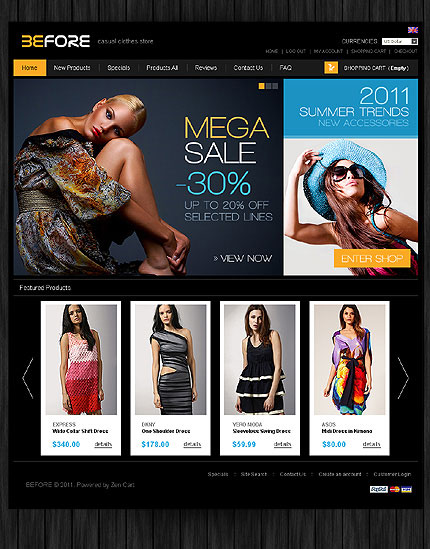 BEFORE casual clothes store
CURRENCIES: US Dollar
HOME | LOG OUT | MY ACCOUNT | SHOPPING CART | CHECKOUT
Home New Products Specials Products All Reviews Contact Us FAQ SHOPPING CART (Empty)
MEGA
SALE
-30%
UP TO 20% OFF
SELECTED LINES
» VIEW NOW
2011
SUMMER TRENDS
NEW ACCESSORIES
ENTER SHOP
Featured Products
EXPRESS
Wide Collar Shift Dress
$340.00 details
DKNY
One Shoulder Dress
$178.00 details
VERO MODA
Sleeveless Swing Dress
$59.99 details
ASOS
Midi Dress in Kimono
$80.00 details
Specials Site Search Contact Us Create an account Customer Login
BEFORE © 2011. Powered by Zen Cart
PayPal